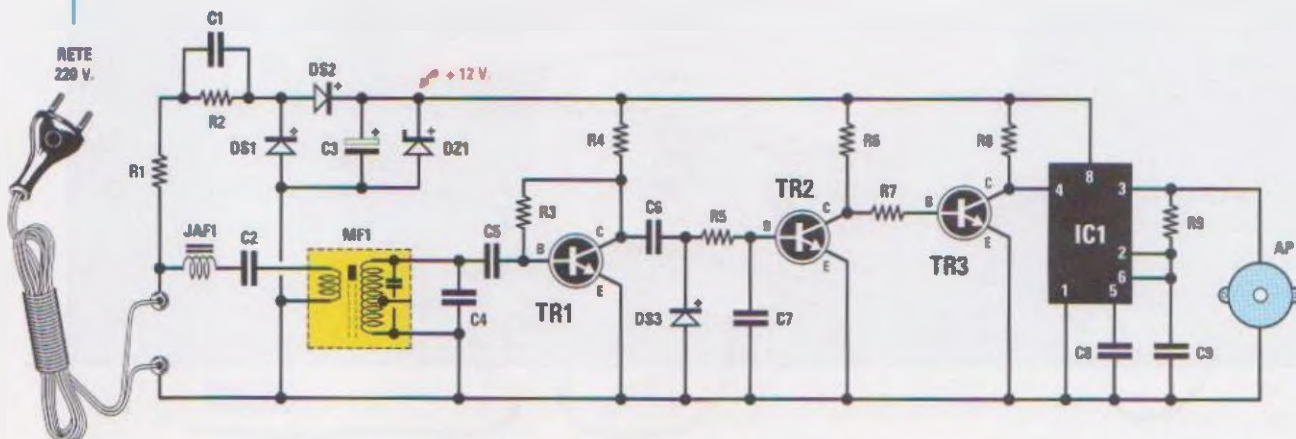 RETE
220 V.
C1
R2
DS2
+ 12 V.
R1
DS1
C3
DZ1
JAF1
C2
MF1
C4
C5
R3
R4
B
C
E
TR1
C6
R5
DS3
C7
TR2
B
C
E
R6
R7
TR3
B
C
E
R8
4
8
3
IC1
2
6
1
5
R9
C8
C9
AP